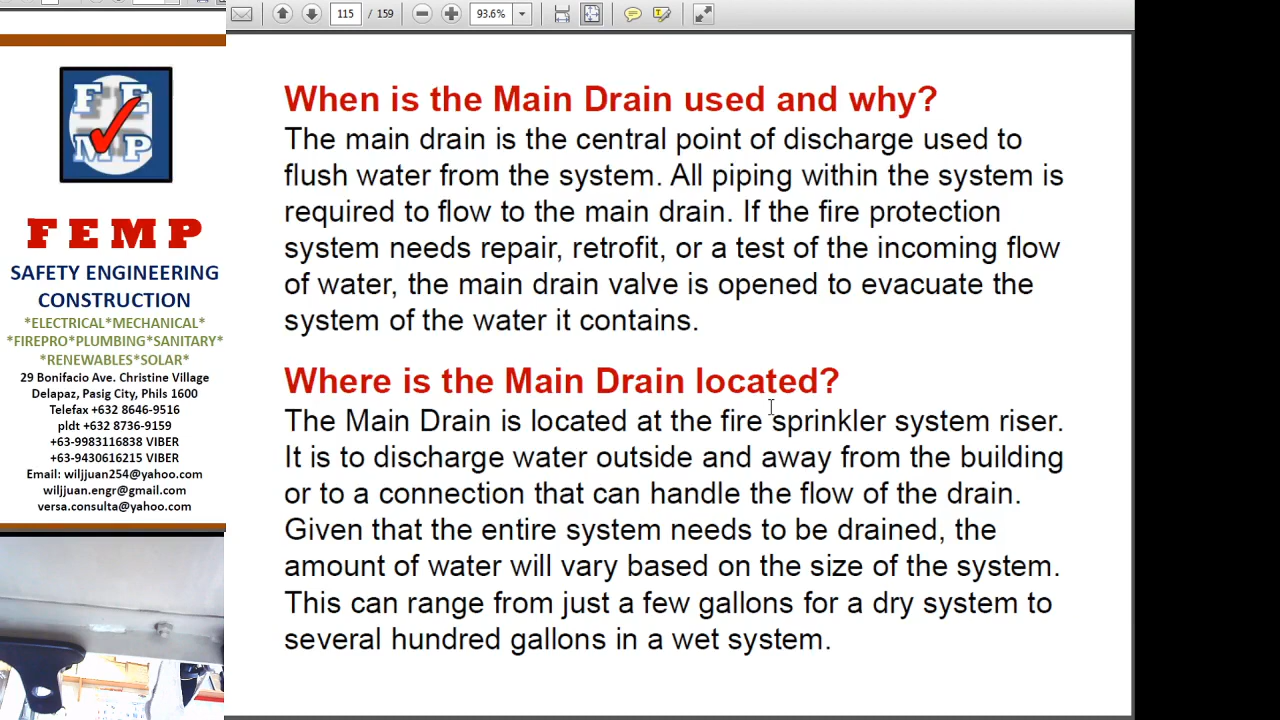 115 / 159 93.6%
F E
M P
F E M P
SAFETY ENGINEERING
CONSTRUCTION
*ELECTRICAL*MECHANICAL*
*FIREPRO*PLUMBING*SANITARY*
*RENEWABLES*SOLAR*
29 Bonifacio Ave. Christine Village
Delapaz, Pasig City, Phils 1600
Telefax +632 8646-9516
pldt +632 8736-9159
+63-9983116838 VIBER
+63-9430616215 VIBER
Email: wiljjuan254@yahoo.com
wiljjuan.engr@gmail.com
versa.consulta@yahoo.com
When is the Main Drain used and why?
The main drain is the central point of discharge used to
flush water from the system. All piping within the system is
required to flow to the main drain. If the fire protection
system needs repair, retrofit, or a test of the incoming flow
of water, the main drain valve is opened to evacuate the
system of the water it contains.
Where is the Main Drain located?
The Main Drain is located at the fire sprinkler system riser.
It is to discharge water outside and away from the building
or to a connection that can handle the flow of the drain.
Given that the entire system needs to be drained, the
amount of water will vary based on the size of the system.
This can range from just a few gallons for a dry system to
several hundred gallons in a wet system.